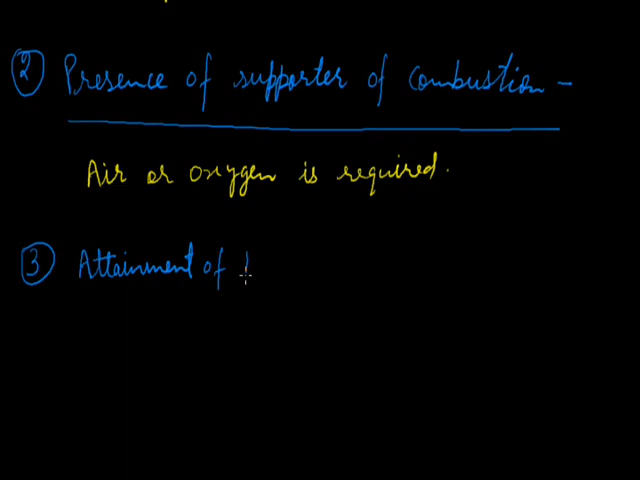 ② Presence of supporter of combustion -
Air or oxygen is required.
③ Attainment of